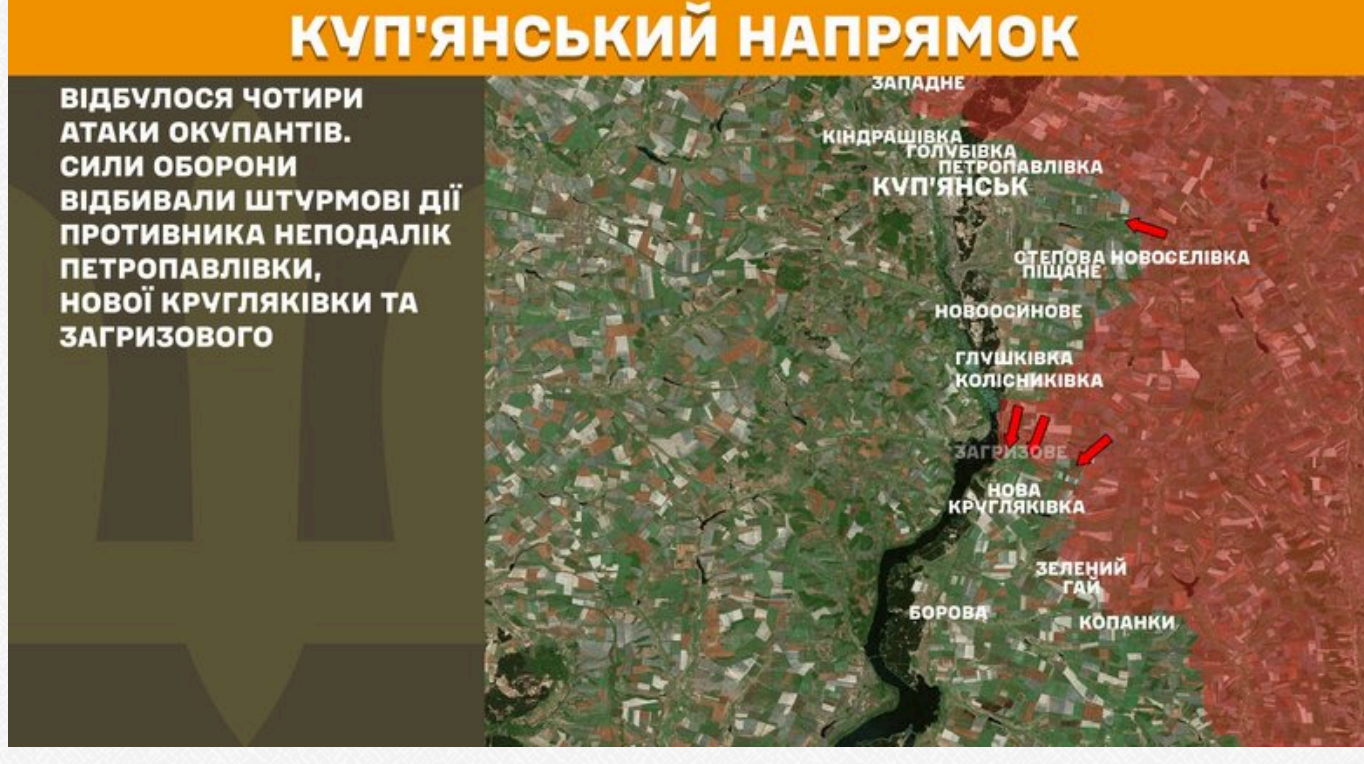 КУП'ЯНСЬКИЙ НАПРЯМОК
ВІДБУЛОСЯ ЧОТИРИ
АТАКИ ОКУПАНТІВ.
СИЛИ ОБОРОНИ
ВІДБИВАЛИ ШТУРМОВІ ДІЇ
ПРОТИВНИКА НЕПОДАЛІК
ПЕТРОПАВЛІВКИ,
НОВОЇ КРУГЛЯКІВКИ ТА
ЗАГРИЗОВОГО
ЗАПАДНЕ
КІНДРАШІВКА
ГОЛУБІВКА
ПЕТРОПАВЛІВКА
КУП'ЯНСЬК
СТЕПОВА НОВОСЕЛІВКА
ПІЩАНЕ
НОВООСИНОВЕ
ГЛУШКІВКА
КОЛІСНИКІВКА
ЗАГРИЗОВЕ
НОВА
КРУГЛЯКІВКА
ЗЕЛЕНИЙ
ГАЙ
БОРОВА
КОПАНКИ